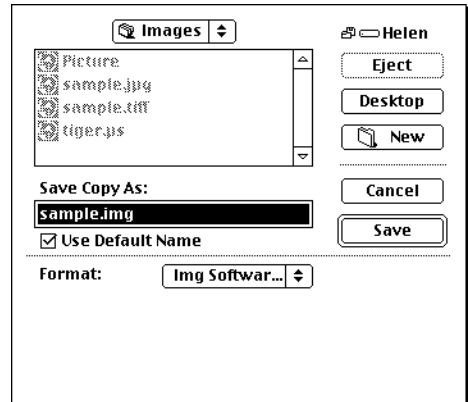 Images
Helen
Picture
sample.jpg
sample.tiff
tiger.ps
Eject
Desktop
New
Save Copy As:
sample.img
Use Default Name
Cancel
Save
Format:
Img Softwar...